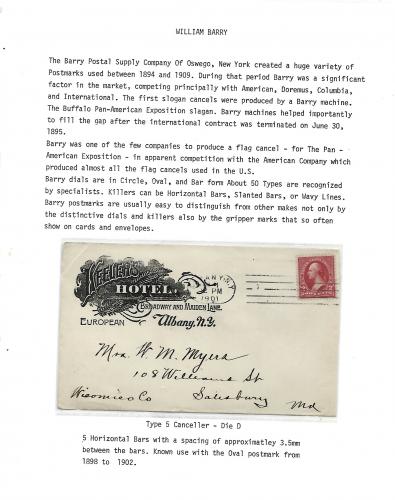 WILLIAM BARRY
The Barry Postal Supply Company Of Oswego, New York created a huge variety of
Postmarks used between 1894 and 1909. During that period Barry was a significant
factor in the market, competing principally with American, Doremus, Columbia,
and International. The first slogan cancels were produced by a Barry machine.
The Buffalo Pan-American Exposition slagan. Barry machines helped importantly
to fill the gap after the international contract was terminated on June 30,
1895.
Barry was one of few companies to produce a flag cancel - for The Pan -
American Exposition - in apparent competition with the American Company which
produced almost all the flag cancels used in the U.S.
Barry dials are in Circle, Oval, and Bar form About 50 Types are recognized
by specialists. Killers can be Horizontal Bars, Slanted Bars, or Wavy Lines.
Barry postmarks are usually easy to distinguish from other makes not only by
the distinctive dials and killers also by the gripper marks that so often
show on cards and envelopes.
KEELER'S
HOTEL.
BROADWAY AND MAIDEN LANE.
EUROPEAN
Albany, N.Y.
ANY N.Y.
PM
1901
Mrs. W. M. Myers
108 Williams St
Wicomico Co Salesbury Md
Type 5 Canceller - Die D
5 Horizontal Bars with a spacing of approximatley 3.5mm
between the bars. Known use with the Oval postmark from
1898 to 1902.